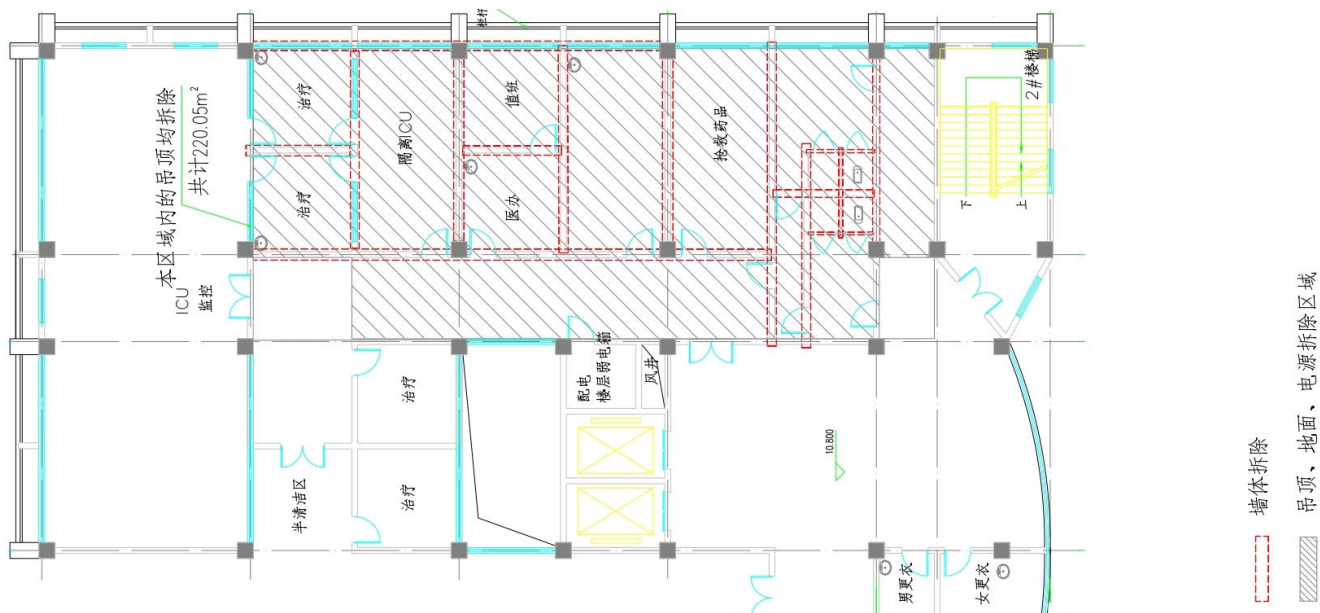 栏杆
本区域内的吊顶均拆除
共计220.05m²
治疗
治疗
隔离ICU
值班
医办
抢救药品
2#楼梯
下
上
ICU
监控
治疗
治疗
半清洁区
配电
楼层弱电箱
风井
10.800
男更衣
女更衣
墙体拆除
吊顶、地面、电源拆除区域